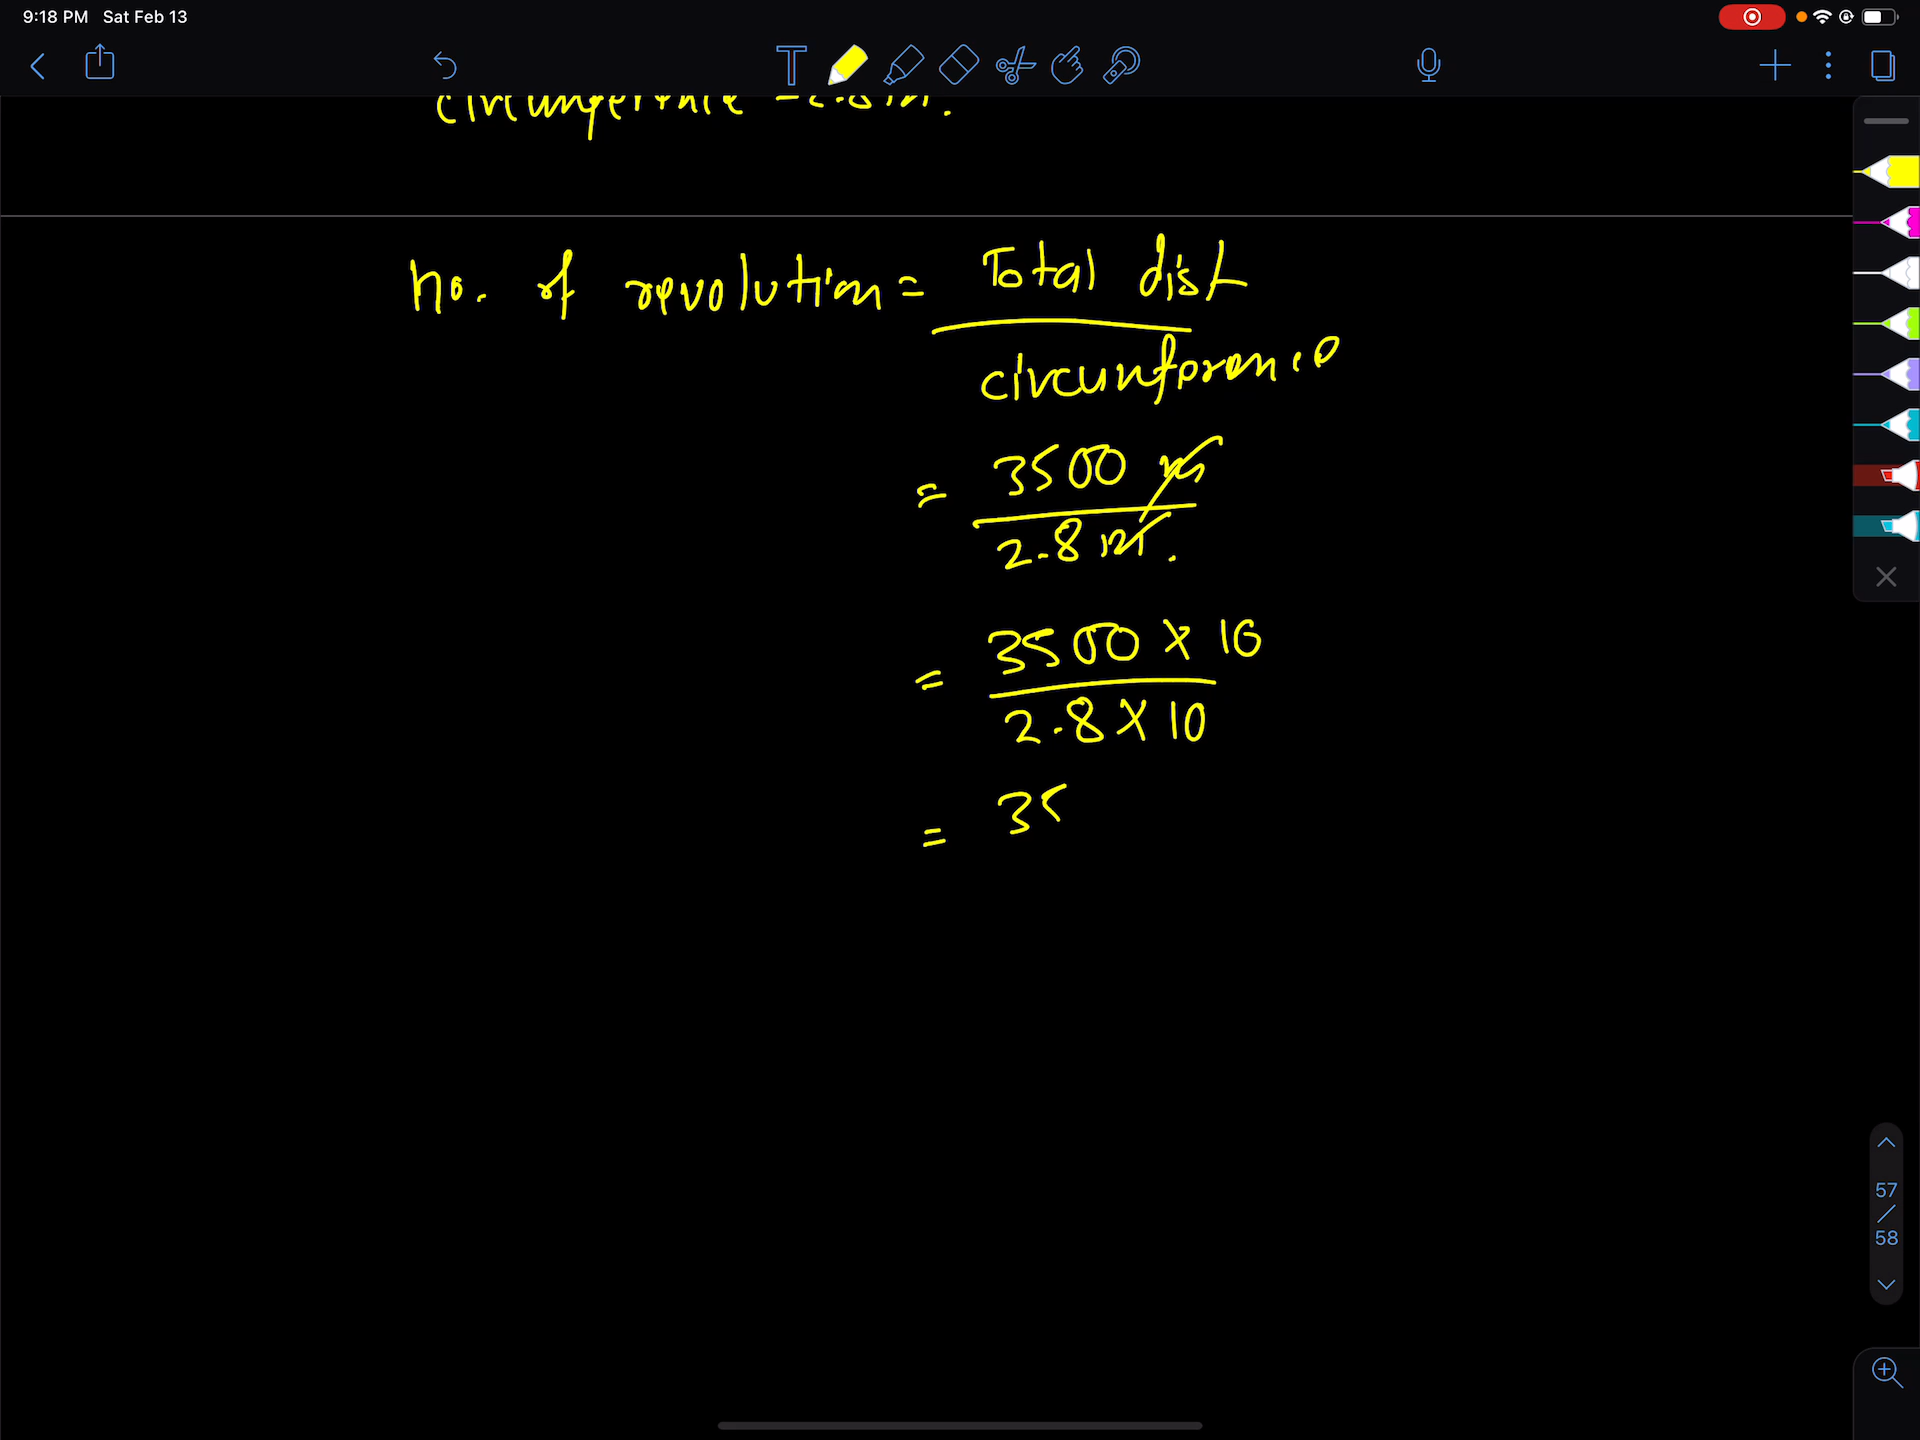 9:18 PM Sat Feb 13
no. of revolution = Total dist
circumference
= 3500 m
2.8 m.
= 3500 x 10
2.8 x 10
= 35
57
/
58